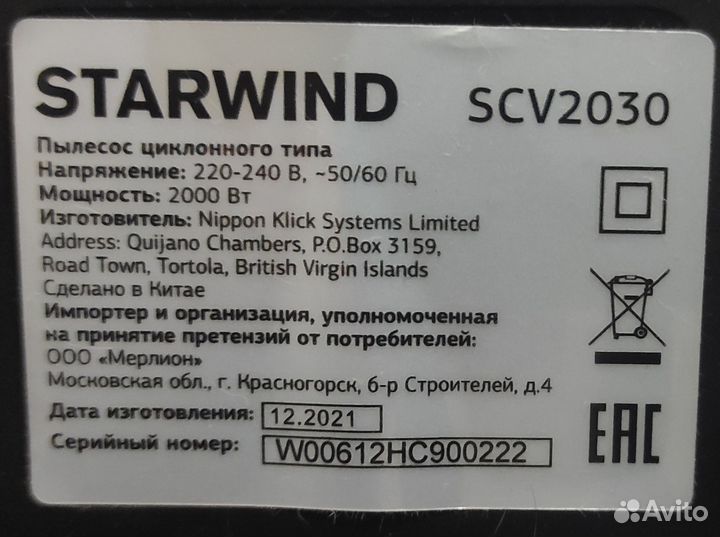 STARWIND SCV2030
Пылесос циклонного типа
Напряжение: 220-240 В, ~50/60 Гц
Мощность: 2000 Вт
Изготовитель: Nippon Klick Systems Limited
Address: Quijano Chambers, P.O.Box 3159,
Road Town, Tortola, British Virgin Islands
Сделано в Китае
Импортер и организация, уполномоченная
на принятие претензий от потребителей:
ООО «Мерлион»
Московская обл., г. Красногорск, б-р Строителей, д.4
Дата изготовления: 12.2021
Серийный номер: W00612HC900222
EAC
Avito